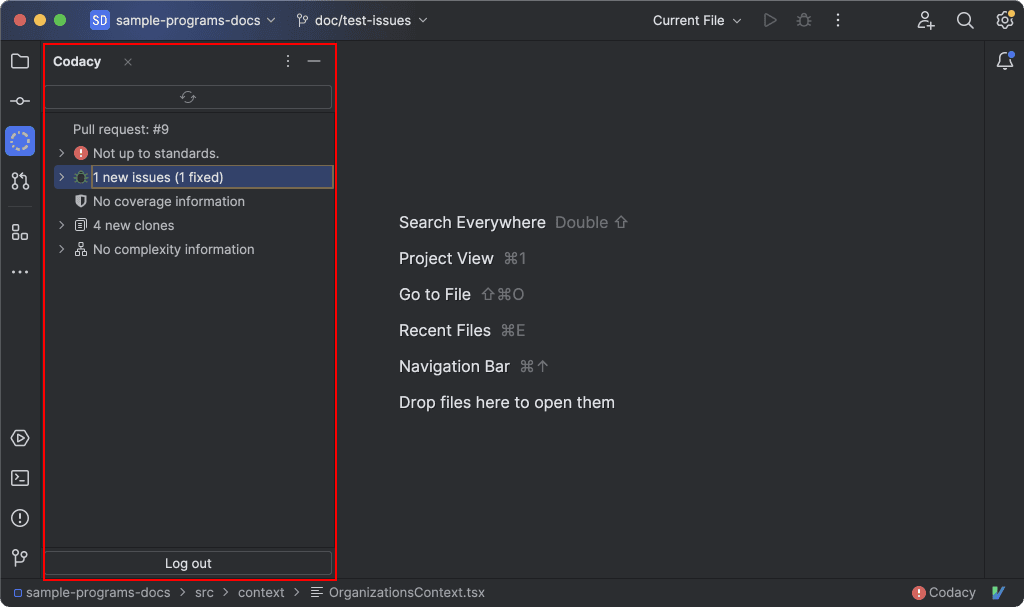 SD sample-programs-docs doc/test-issues Current File
Codacy
Pull request: #9
Not up to standards.
1 new issues (1 fixed)
No coverage information
4 new clones
No complexity information
Log out
Search Everywhere Double ⇧
Project View ⌘1
Go to File ⇧⌘O
Recent Files ⌘E
Navigation Bar ⌘↑
Drop files here to open them
sample-programs-docs > src > context > OrganizationsContext.tsx Codacy